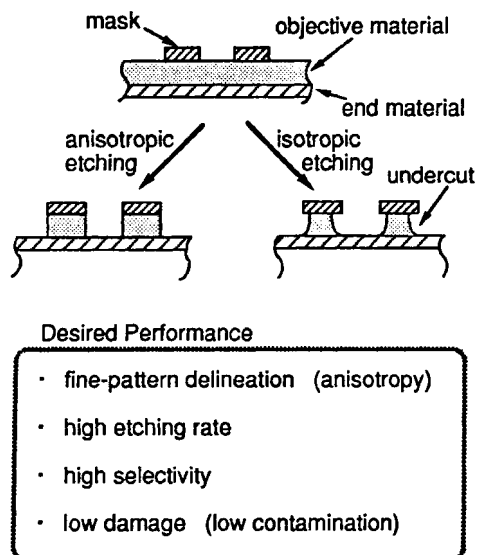 mask
objective material
end material
anisotropic
etching
isotropic
etching
undercut
Desired Performance
· fine-pattern delineation (anisotropy)
· high etching rate
· high selectivity
· low damage (low contamination)